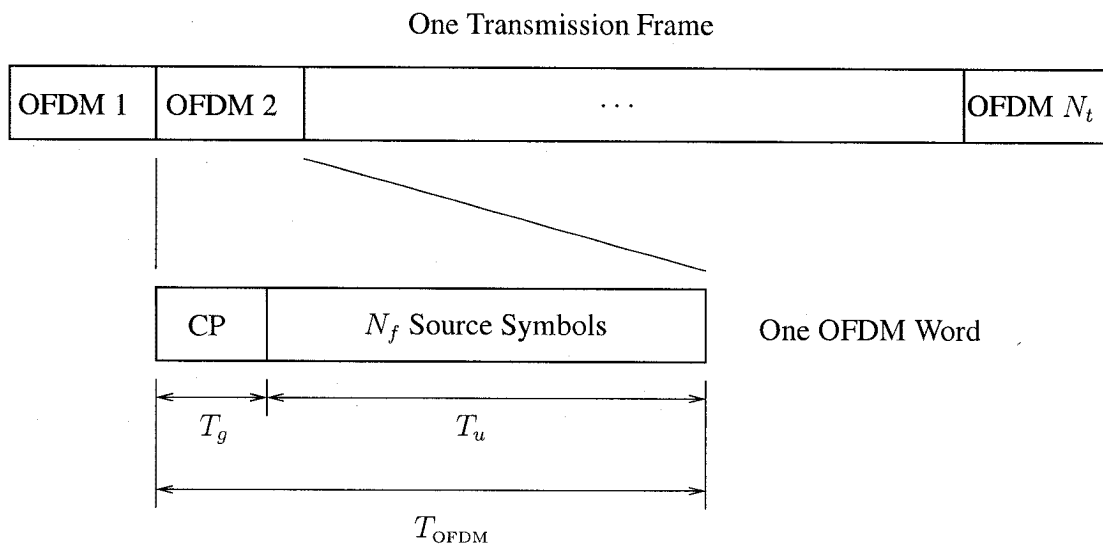 One Transmission Frame
OFDM 1 OFDM 2 ··· OFDM N_t
CP N_f Source Symbols One OFDM Word
T_g T_u
T_OFDM